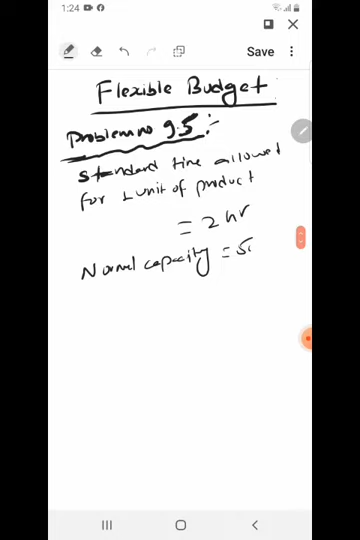 1:24
Save
Flexible Budget
Problem no 9.5:-
Standard time allowed
for 1 unit of product
= 2 hr
Normal capacity = 50